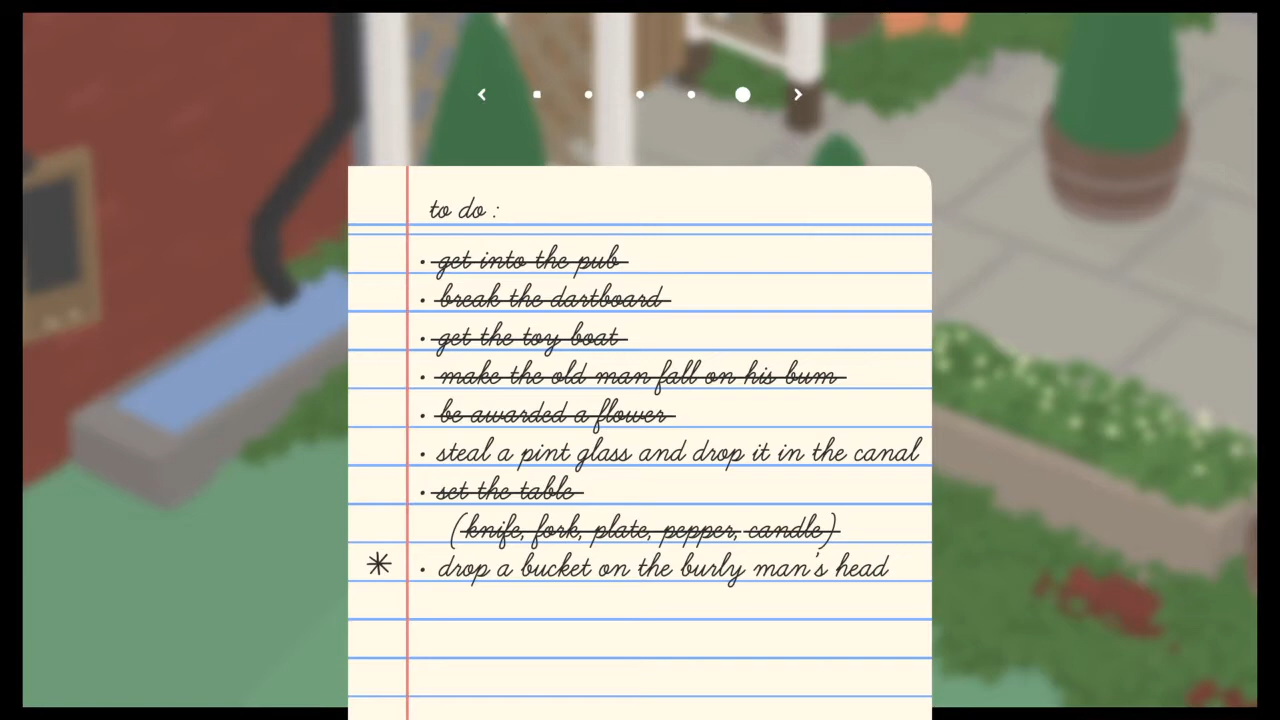 to do :
• get into the pub
• break the dartboard
• get the toy boat
• make the old man fall on his bum
• be awarded a flower
• steal a pint glass and drop it in the canal
• set the table
(knife, fork, plate, pepper, candle)
• drop a bucket on the burly man's head